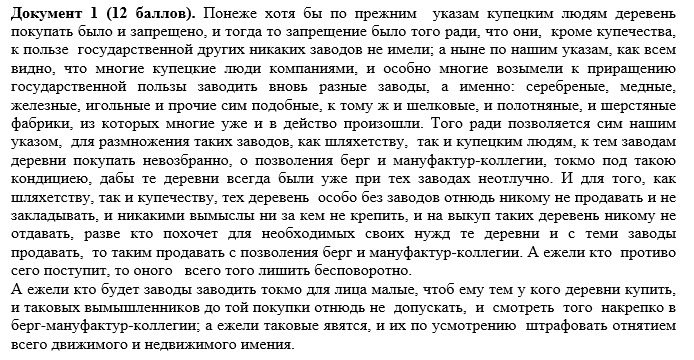 Документ 1 (12 баллов). Понеже хотя бы по прежним указам купецким людям деревень
покупать было и запрещено, и тогда то запрещение было того ради, что они, кроме купечества,
к пользе государственной других никаких заводов не имели; а ныне по нашим указам, как всем
видно, что многие купецкие люди компаниями, и особно многие возымели к приращению
государственной пользы заводить вновь разные заводы, а именно: серебреные, медные,
железные, игольные и прочие сим подобные, к тому ж и шелковые, и полотняные, и шерстяные
фабрики, из которых многие уже и в действо произошли. Того ради позволяется сим нашим
указом, для размножения таких заводов, как шляхетству, так и купецким людям, к тем заводам
деревни покупать невозбранно, о позволения берг и мануфактур-коллегии, токмо под такою
кондициею, дабы те деревни всегда были уже при тех заводах неотлучно. И для того, как
шляхетству, так и купечеству, тех деревень особо без заводов отнюдь никому не продавать и не
закладывать, и никакими вымыслы ни за кем не крепить, и на выкуп таких деревень никому не
отдавать, разве кто похочет для необходимых своих нужд те деревни и с теми заводы
продавать, то таким продавать с позволения берг и мануфактур-коллегии. А ежели кто против
сего поступит, то оного всего того лишить бесповоротно.
А ежели кто будет заводы заводить токмо для лица малые, чтоб ему тем у кого деревни купить,
и таковых вымышленников до той покупки отнюдь не допускать, и смотреть того накрепко в
берг-мануфактур-коллегии; а ежели таковые явятся, и их по усмотрению штрафовать отнятием
всего движимого и недвижимого имения.